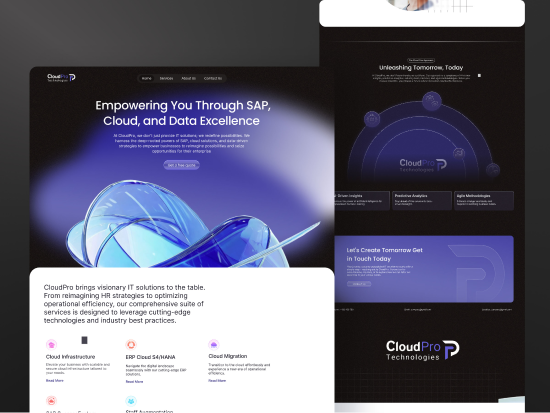 CloudPro
Technologies
Home Services About Us Contact Us
Empowering You Through SAP,
Cloud, and Data Excellence
At CloudPro, we don't just provide IT solutions; we redefine possibilities. We
harness the deep-rooted powers of SAP, cloud, and data-driven
strategies to empower businesses to reimagine possibilities and seize
opportunities for their enterprise.
Get a free quote
CloudPro brings visionary IT solutions to the table.
From reimagining HR strategies to optimizing
operational efficiency, our comprehensive suite of
services is designed to leverage cutting-edge
technologies and industry best practices.
Cloud Infrastructure
Elevate your business with scalable and
secure cloud infrastructure tailored to
your needs.
Read More
ERP Cloud S4/HANA
Navigate the digital landscape
seamlessly with our cutting-edge ERP
solutions.
Read More
Cloud Migration
Transition to the cloud effortlessly and
experience a new era of operational
efficiency.
Read More
Staff Augmentation
Unleashing Tomorrow, Today
CloudPro
Technologies
Driven Insights
Predictive Analytics
Agile Methodologies
Let's Create Tomorrow Get
in Touch Today
CloudPro
Technologies